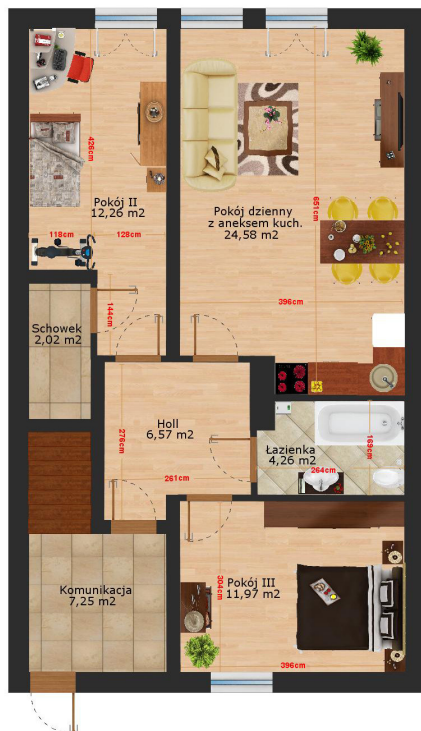 426cm
Pokój II
12,26 m2
118cm
128cm
144cm
651cm
Pokój dzienny
z aneksem kuch.
24,58 m2
396cm
Schowek
2,02 m2
Holl
6,57 m2
276cm
261cm
169cm
Łazienka
4,26 m2
264cm
Komunikacja
7,25 m2
304cm
Pokój III
11,97 m2
396cm